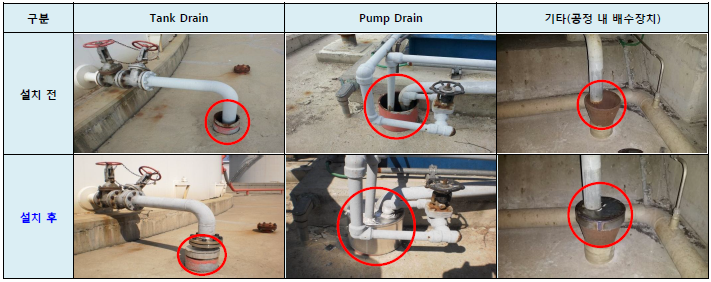 구분
Tank Drain
Pump Drain
기타(공정 내 배수장치)
설치 전
설치 후